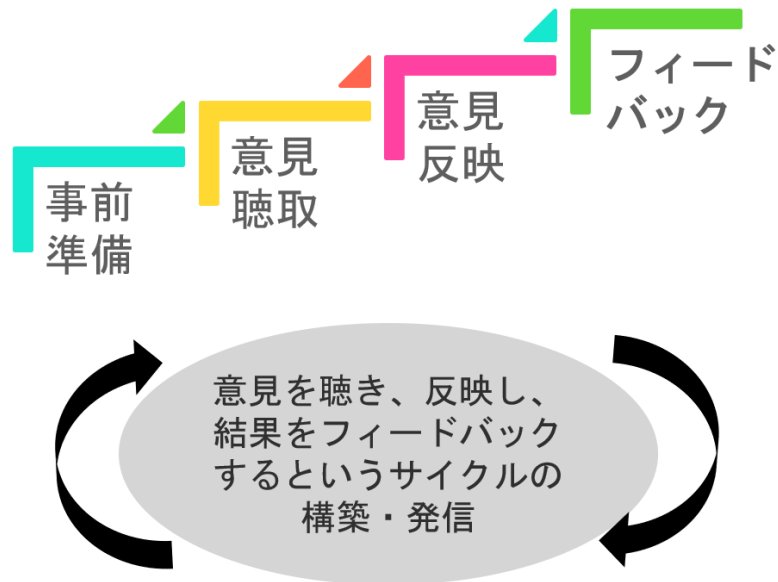 事前
準備
意見
聴取
意見
反映
フィード
バック
意見を聴き、反映し、
結果をフィードバック
するというサイクルの
構築・発信